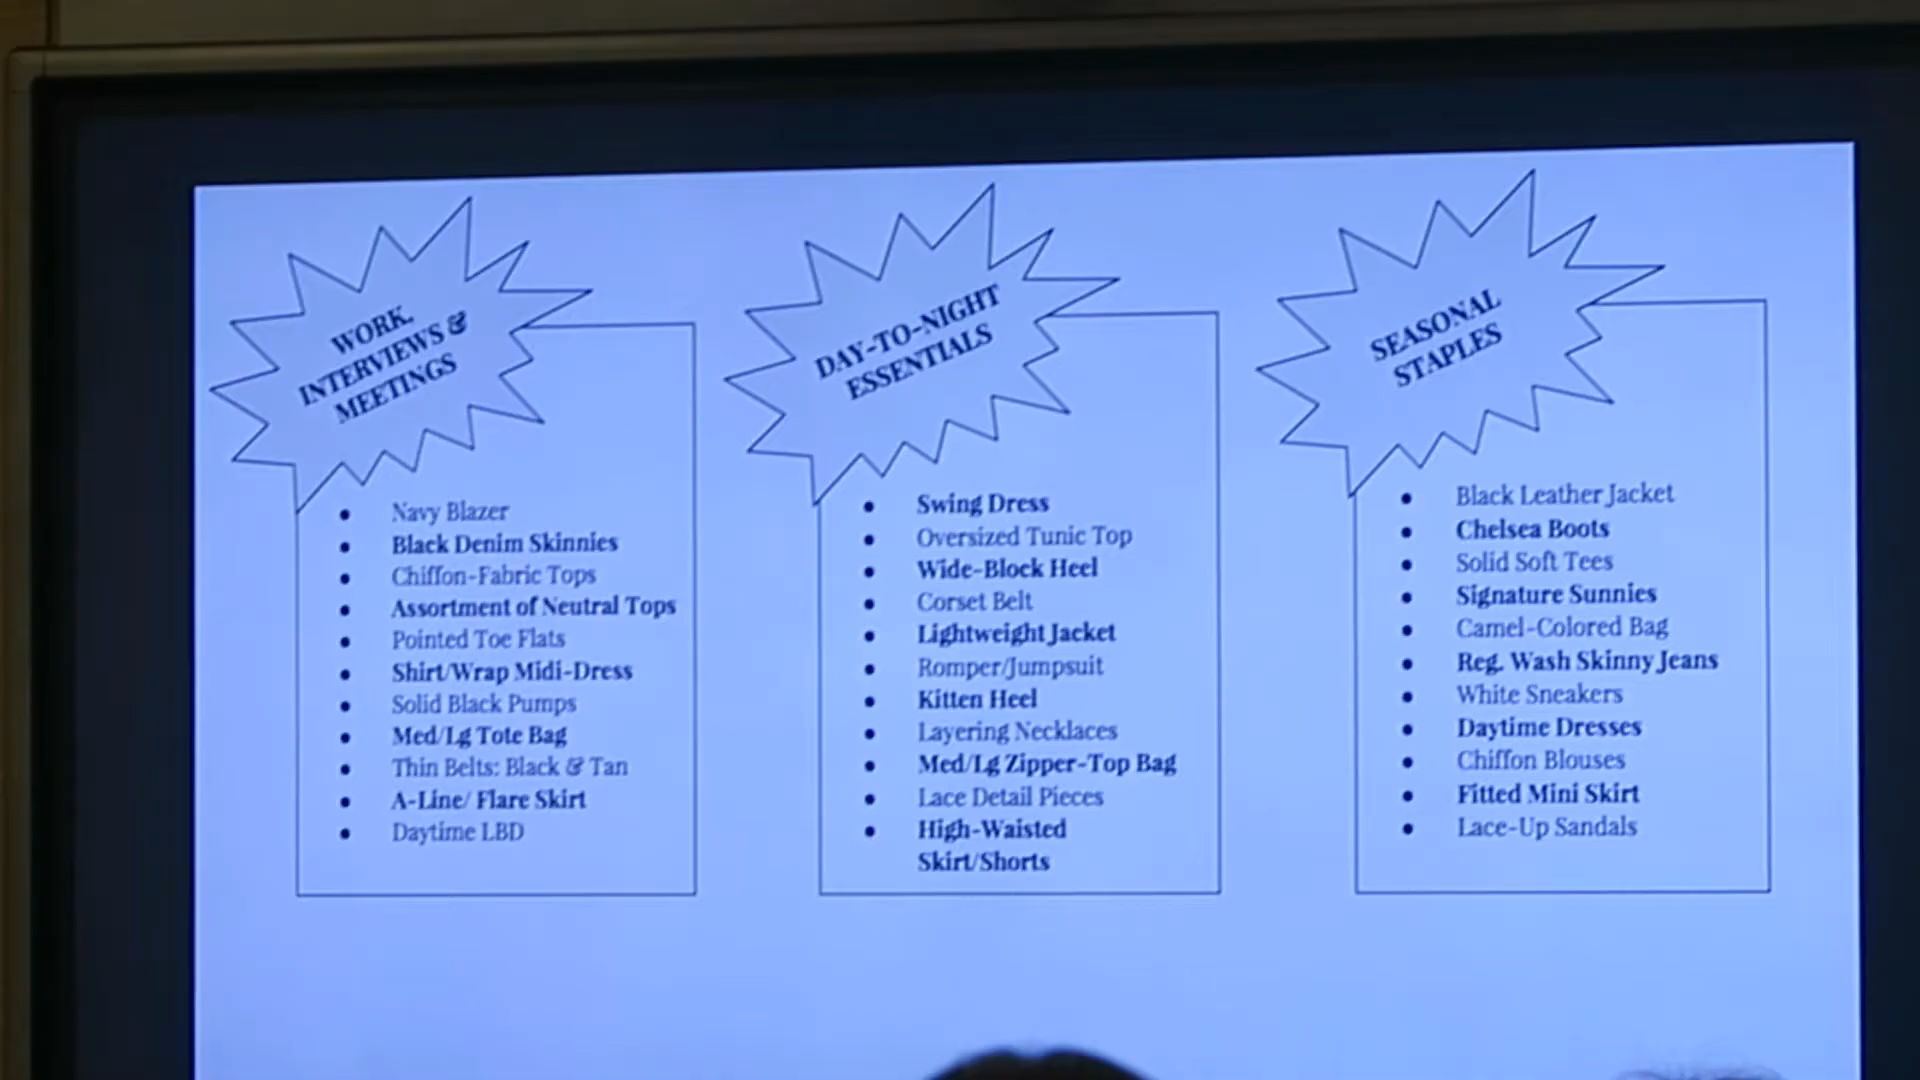 WORK,
INTERVIEWS &
MEETINGS
• Navy Blazer
• Black Denim Skinnies
• Chiffon-Fabric Tops
• Assortment of Neutral Tops
• Pointed Toe Flats
• Shirt/Wrap Midi-Dress
• Solid Black Pumps
• Med/Lg Tote Bag
• Thin Belts: Black & Tan
• A-Line/ Flare Skirt
• Daytime LBD
DAY-TO-NIGHT
ESSENTIALS
• Swing Dress
• Oversized Tunic Top
• Wide-Block Heel
• Corset Belt
• Lightweight Jacket
• Romper/Jumpsuit
• Kitten Heel
• Layering Necklaces
• Med/Lg Zipper-Top Bag
• Lace Detail Pieces
• High-Waisted
Skirt/Shorts
SEASONAL
STAPLES
• Black Leather Jacket
• Chelsea Boots
• Solid Soft Tees
• Signature Sunnies
• Camel-Colored Bag
• Reg. Wash Skinny Jeans
• White Sneakers
• Daytime Dresses
• Chiffon Blouses
• Fitted Mini Skirt
• Lace-Up Sandals